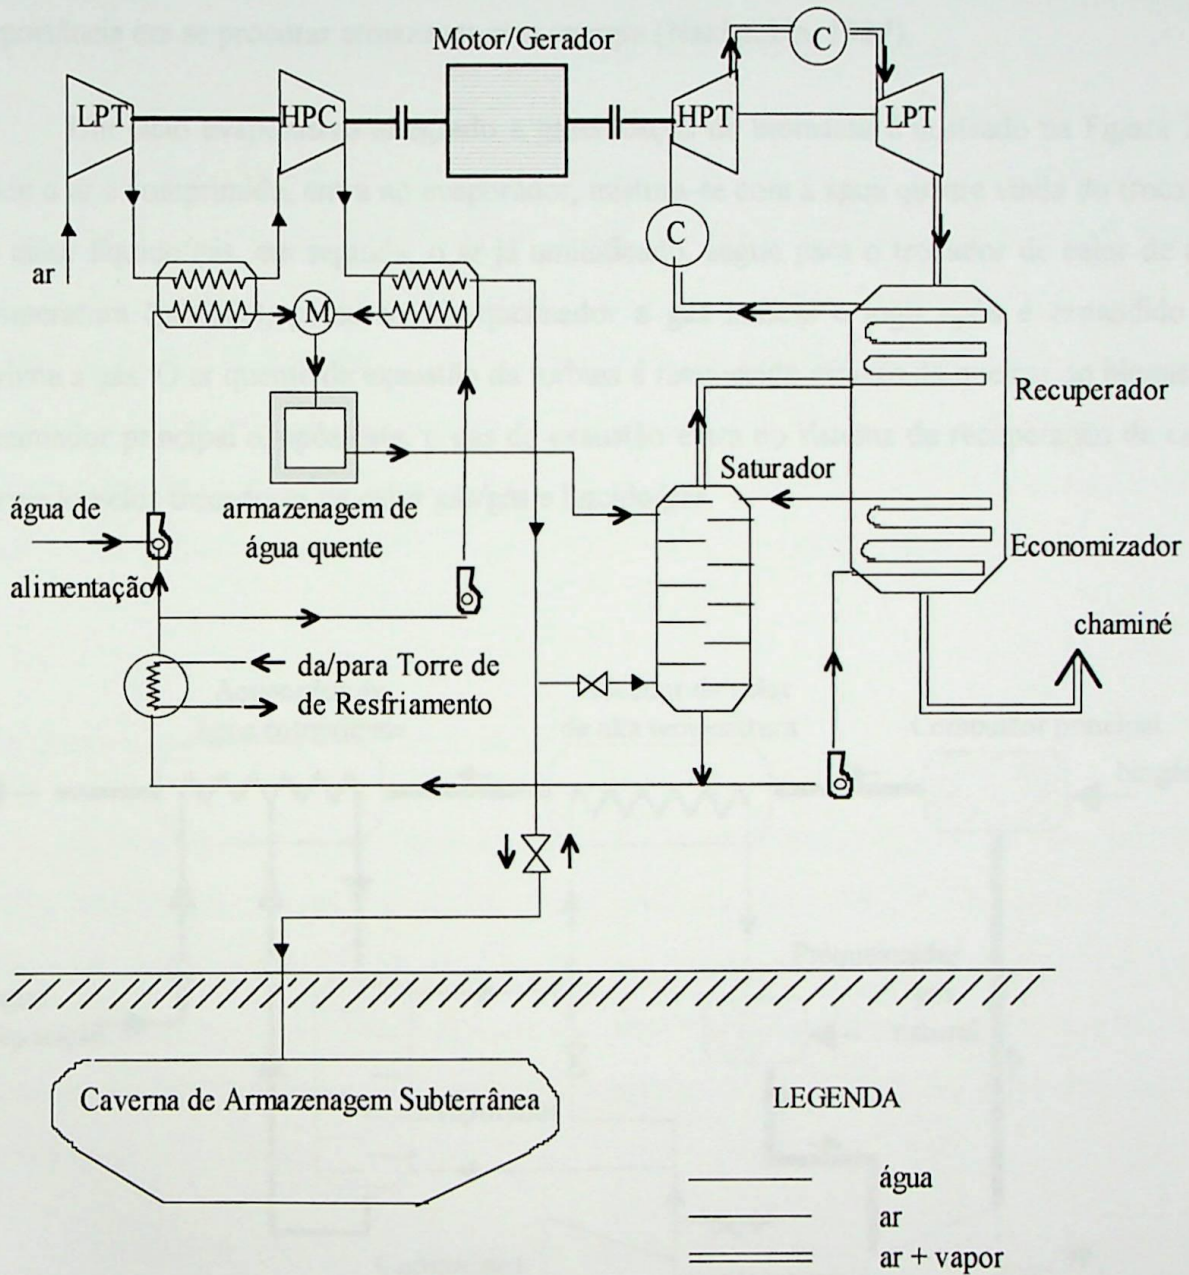 Motor/Gerador
LPT
HPC
HPT
C
LPT
C
ar
M
Recuperador
Saturador
água de
alimentação
armazenagem de
água quente
Economizador
chaminé
da/para Torre de
de Resfriamento
Caverna de Armazenagem Subterrânea
LEGENDA
água
ar
ar + vapor